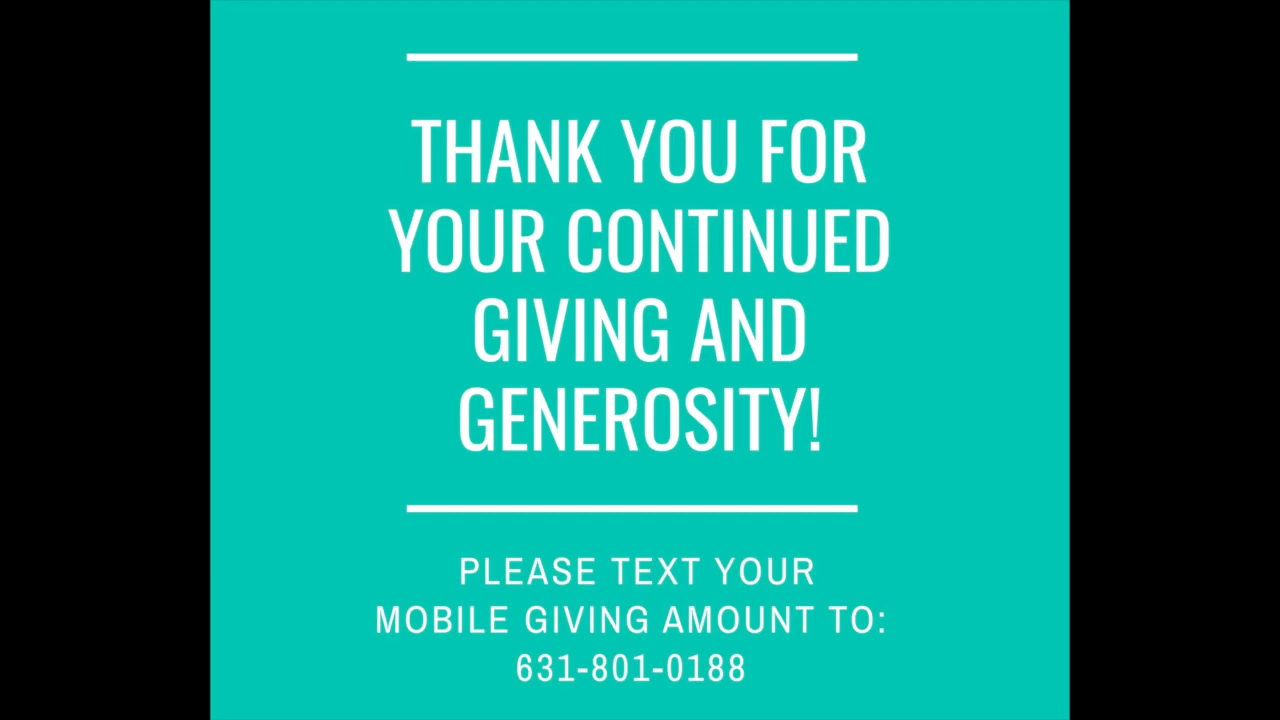 THANK YOU FOR
YOUR CONTINUED
GIVING AND
GENEROSITY!
PLEASE TEXT YOUR
MOBILE GIVING AMOUNT TO:
631-801-0188